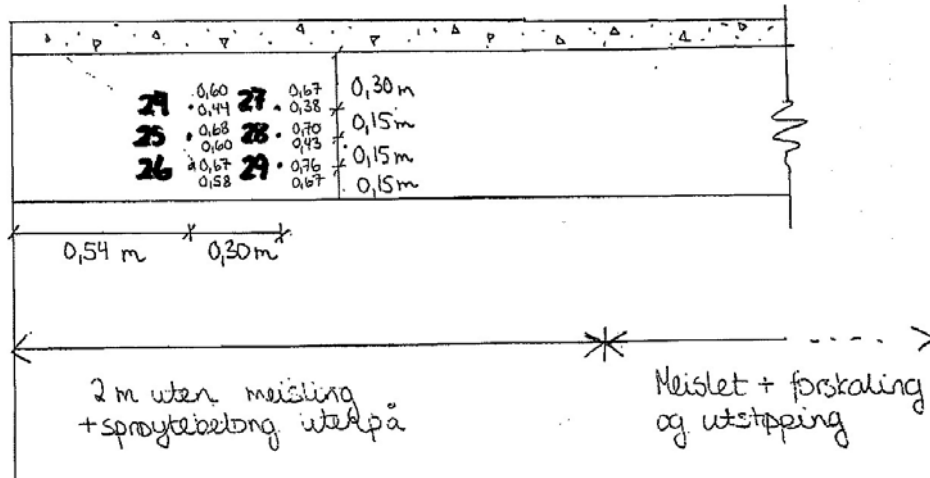 0,60 0,67 0,30 m
24 0,44 27 0,38
0,15 m
25 0,68 28 0,70
0,60 0,43 0,15 m
26 0,67 29 0,76
0,58 0,67 0,15 m
0,54 m 0,30 m
2 m uten meisling
+sprøytebetong utenpå
Meislet + forskaling
og utstøpping